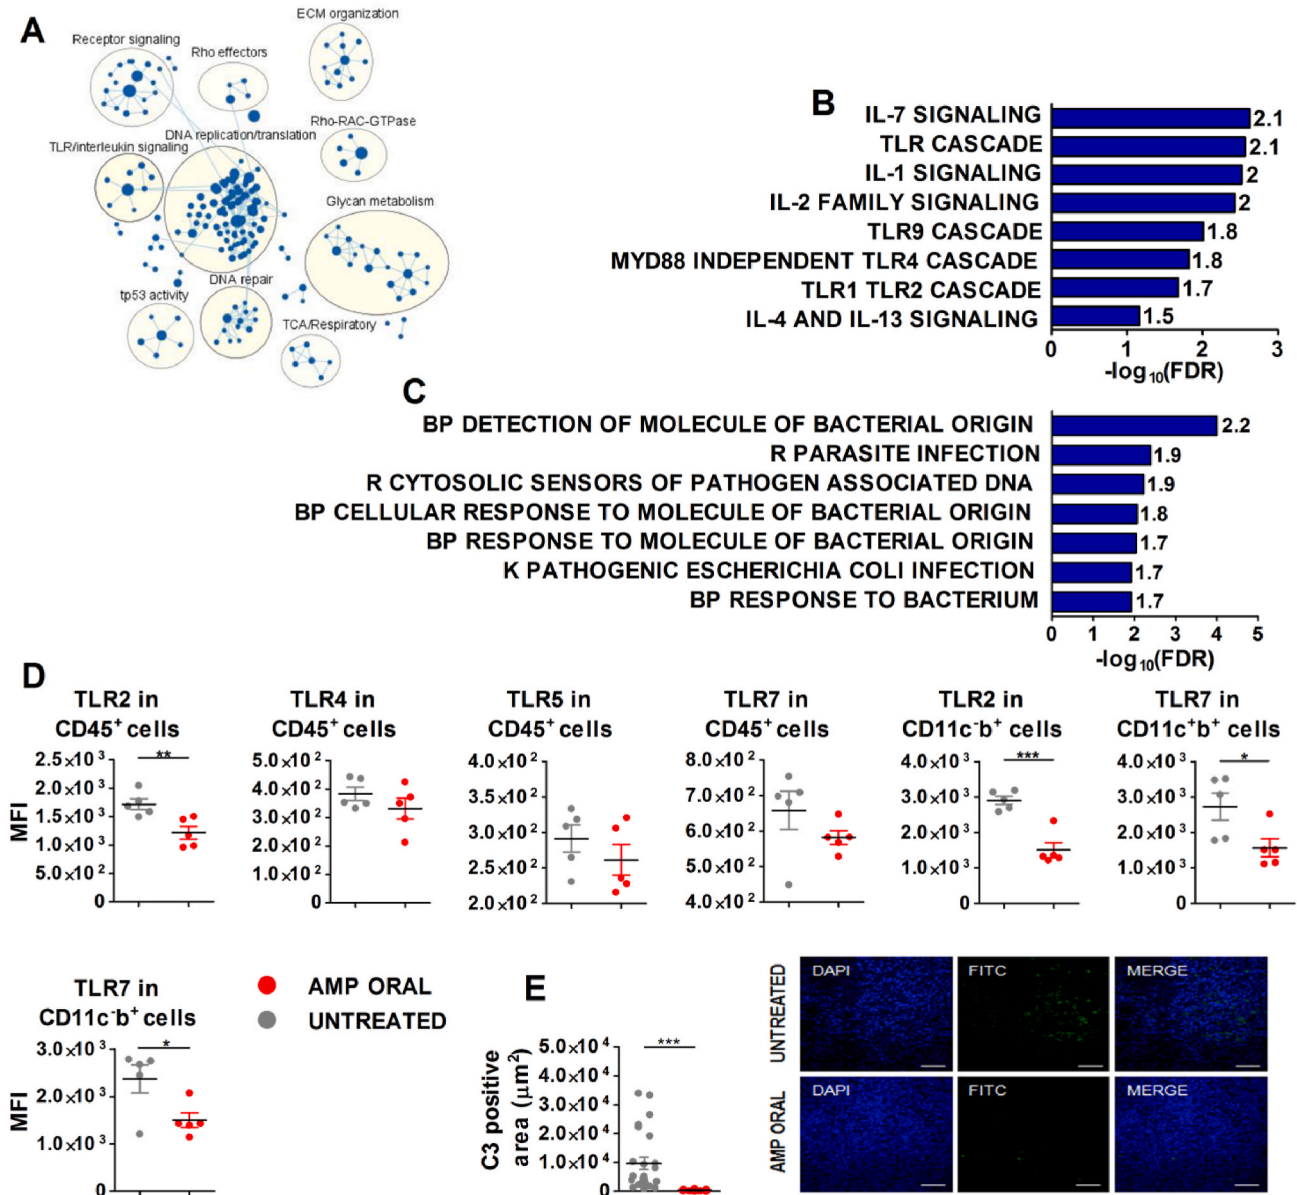 A
ECM organization
Receptor signaling
Rho effectors
DNA replication/translation
Rho-RAC-GTPase
TLR/interleukin signaling
Glycan metabolism
DNA repair
tp53 activity
TCA/Respiratory
B
IL-7 SIGNALING 2.1
TLR CASCADE 2.1
IL-1 SIGNALING 2
IL-2 FAMILY SIGNALING 2
TLR9 CASCADE 1.8
MYD88 INDEPENDENT TLR4 CASCADE 1.8
TLR1 TLR2 CASCADE 1.7
IL-4 AND IL-13 SIGNALING 1.5
0 1 2 3
-log₁₀(FDR)
C
BP DETECTION OF MOLECULE OF BACTERIAL ORIGIN 2.2
R PARASITE INFECTION 1.9
R CYTOSOLIC SENSORS OF PATHOGEN ASSOCIATED DNA 1.9
BP CELLULAR RESPONSE TO MOLECULE OF BACTERIAL ORIGIN 1.8
BP RESPONSE TO MOLECULE OF BACTERIAL ORIGIN 1.7
K PATHOGENIC ESCHERICHIA COLI INFECTION 1.7
BP RESPONSE TO BACTERIUM 1.7
0 1 2 3 4 5
-log₁₀(FDR)
D
TLR2 in
CD45⁺ cells
MFI
2.5×10³
2.0×10³
1.5×10³
1.0×10³
5.0×10²
0
**
TLR4 in
CD45⁺ cells
5.0×10²
4.0×10²
3.0×10²
2.0×10²
1.0×10²
0
TLR5 in
CD45⁺ cells
4.0×10²
3.5×10²
3.0×10²
2.5×10²
2.0×10²
TLR7 in
CD45⁺ cells
8.0×10²
7.0×10²
6.0×10²
5.0×10²
4.0×10²
TLR2 in
CD11c⁻b⁺ cells
4.0×10³
3.0×10³
2.0×10³
1.0×10³
0
***
TLR7 in
CD11c⁺b⁺ cells
4.0×10³
3.0×10³
2.0×10³
1.0×10³
0
*
TLR7 in
CD11c⁻b⁺ cells
MFI
3.0×10³
2.0×10³
1.0×10³
0
*
AMP ORAL
UNTREATED
E
C3 positive
area (μm²)
5.0×10⁴
4.0×10⁴
3.0×10⁴
2.0×10⁴
1.0×10⁴
0
***
UNTREATED
DAPI FITC MERGE
AMP ORAL
DAPI FITC MERGE